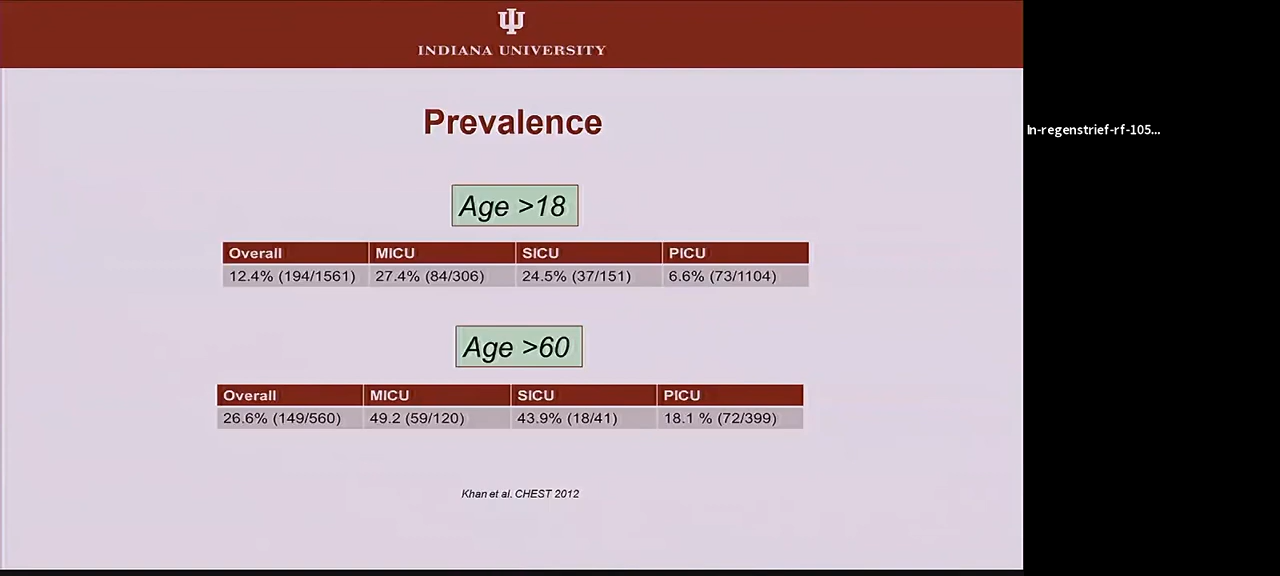 INDIANA UNIVERSITY
Prevalence
Age >18
Overall MICU SICU PICU
12.4% (194/1561) 27.4% (84/306) 24.5% (37/151) 6.6% (73/1104)
Age >60
Overall MICU SICU PICU
26.6% (149/560) 49.2 (59/120) 43.9% (18/41) 18.1 % (72/399)
Khan et al. CHEST 2012
In-regenstrief-rf-105...